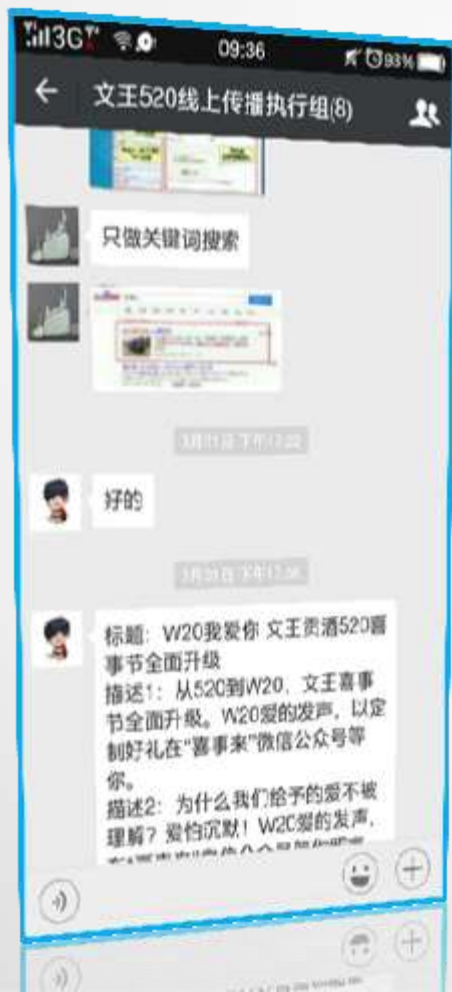 3G
09:36
93%
文王520线上传播执行组(8)
只做关键词搜索
好的
标题：W20我爱你 文王贡酒520喜
事节全面升级
描述1：从520到W20，文王喜事
节全面升级。W20爱的发声，以定
制好礼在“喜事来”微信公众号等
你。
描述2：为什么我们给予的爱不被
理解？爱怕沉默！W20爱的发声，